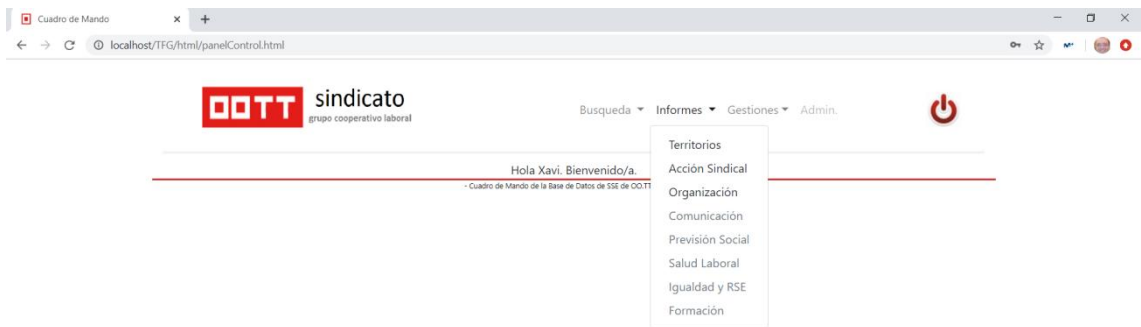 Cuadro de Mando
localhost/TFG/html/panelControl.html
OOTT sindicato
grupo cooperativo laboral
Busqueda Informes Gestiones Admin.
Territorios
Acción Sindical
Organización
Comunicación
Previsión Social
Salud Laboral
Igualdad y RSE
Formación
Hola Xavi. Bienvenido/a.
- Cuadro de Mando de la Base de Datos de SSE de OO.TT